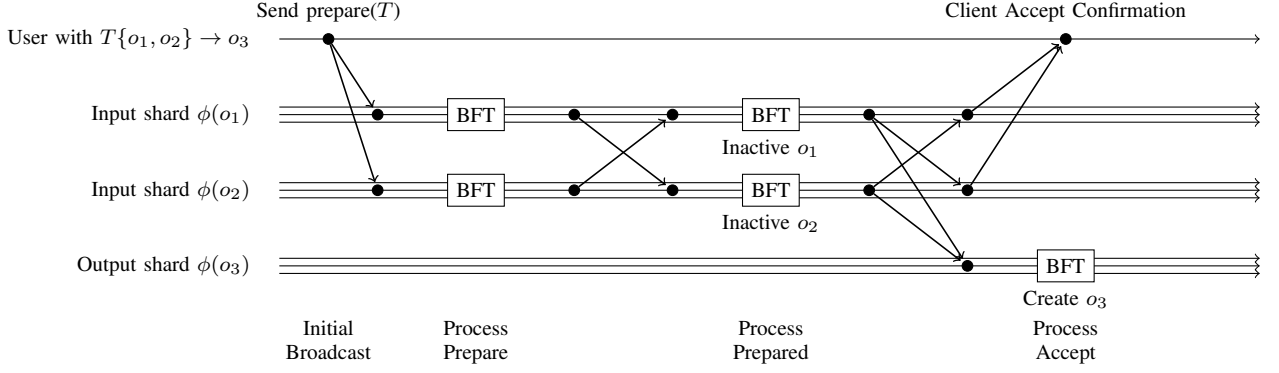 Send prepare(T)
Client Accept Confirmation
User with T{o₁, o₂} → o₃
Input shard ϕ(o₁)
BFT
BFT
Inactive o₁
Input shard ϕ(o₂)
BFT
BFT
Inactive o₂
Output shard ϕ(o₃)
BFT
Create o₃
Initial
Broadcast
Process
Prepare
Process
Prepared
Process
Accept